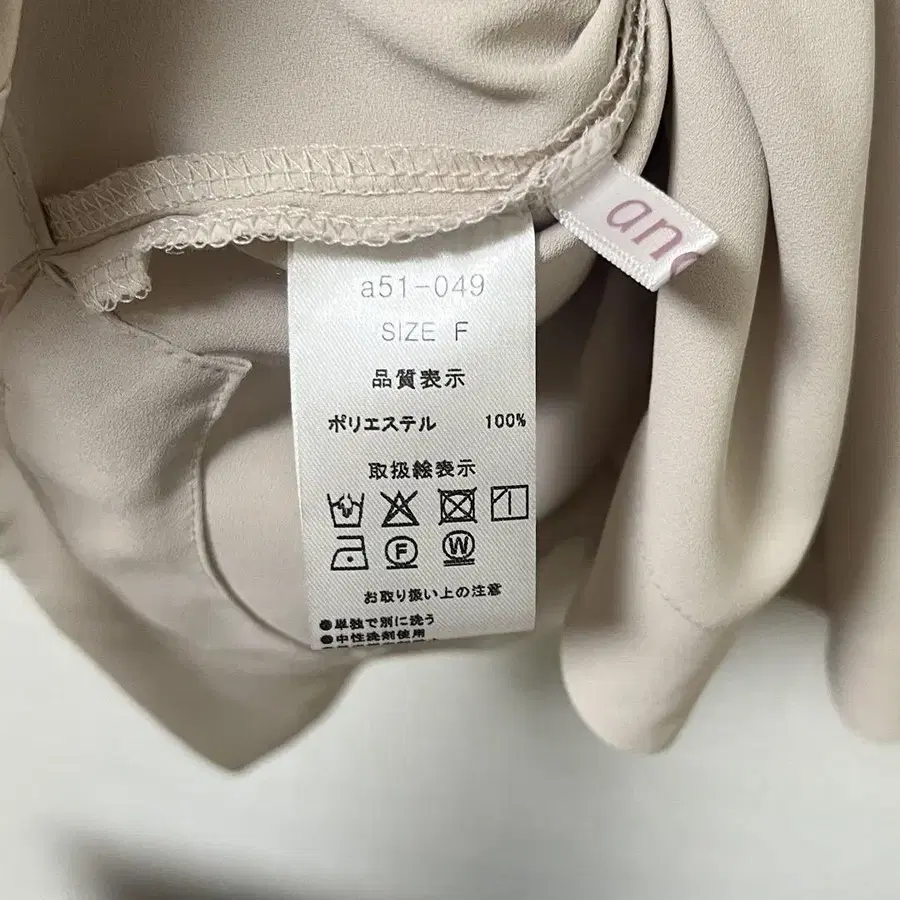 an
a51-049
SIZE F
品質表示
ポリエステル 100%
取扱絵表示
F W
お取り扱い上の注意
●単独で別に洗う
●中性洗剤使用